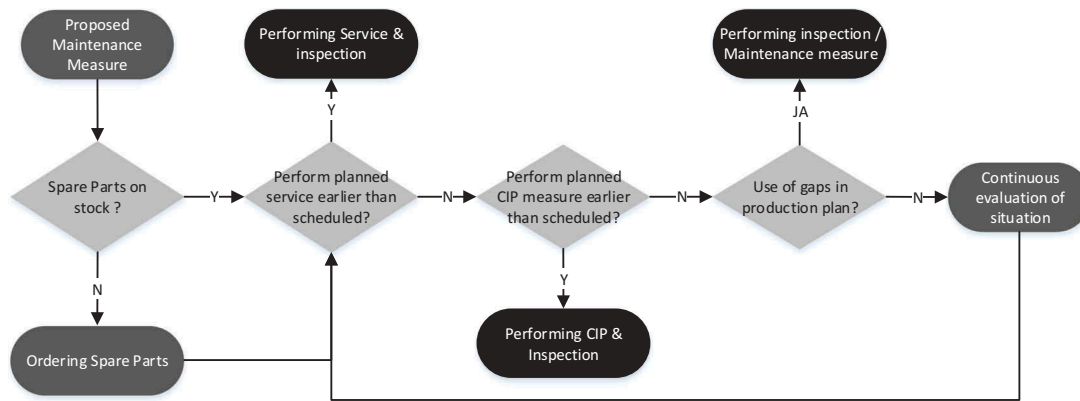 Proposed
Maintenance
Measure
Performing Service &
inspection
Performing inspection /
Maintenance measure
Y
JA
Spare Parts on
stock ?
Y
Perform planned
service earlier than
scheduled?
N
Perform planned
CIP measure earlier
than scheduled?
N
Use of gaps in
production plan?
N
Continuous
evaluation of
situation
N
Y
Ordering Spare Parts
Performing CIP &
Inspection